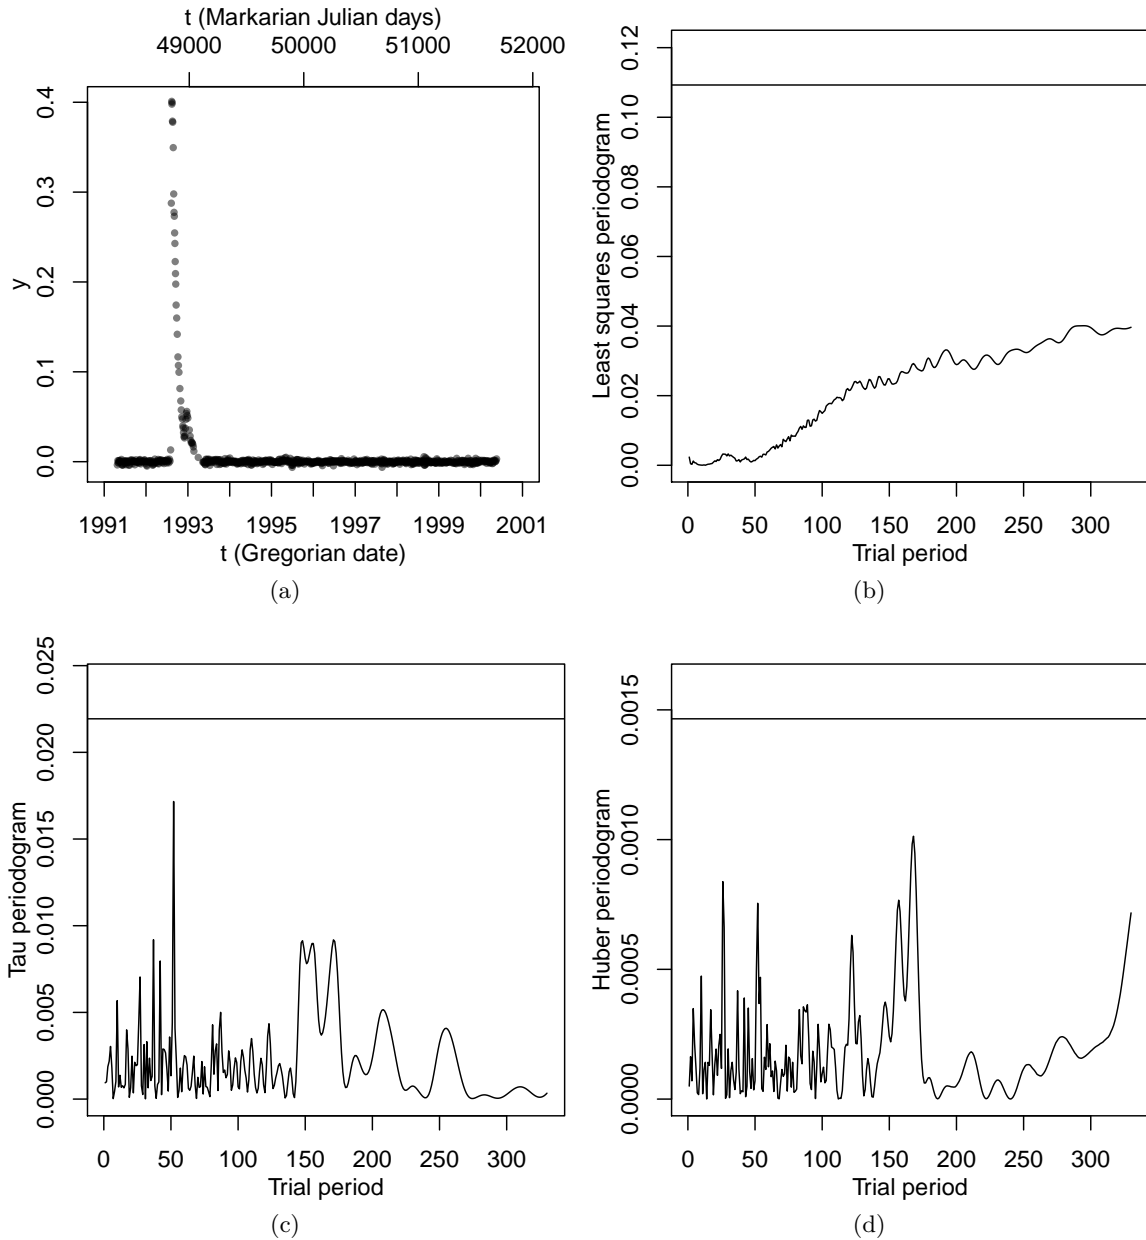 t (Markarian Julian days)
49000 50000 51000 52000
y
0.0 0.1 0.2 0.3 0.4
1991 1993 1995 1997 1999 2001
t (Gregorian date)
(a)
Least squares periodogram
0.00 0.02 0.04 0.06 0.08 0.10 0.12
0 50 100 150 200 250 300
Trial period
(b)
Tau periodogram
0.000 0.005 0.010 0.015 0.020 0.025
0 50 100 150 200 250 300
Trial period
(c)
Huber periodogram
0.0000 0.0005 0.0010 0.0015
0 50 100 150 200 250 300
Trial period
(d)